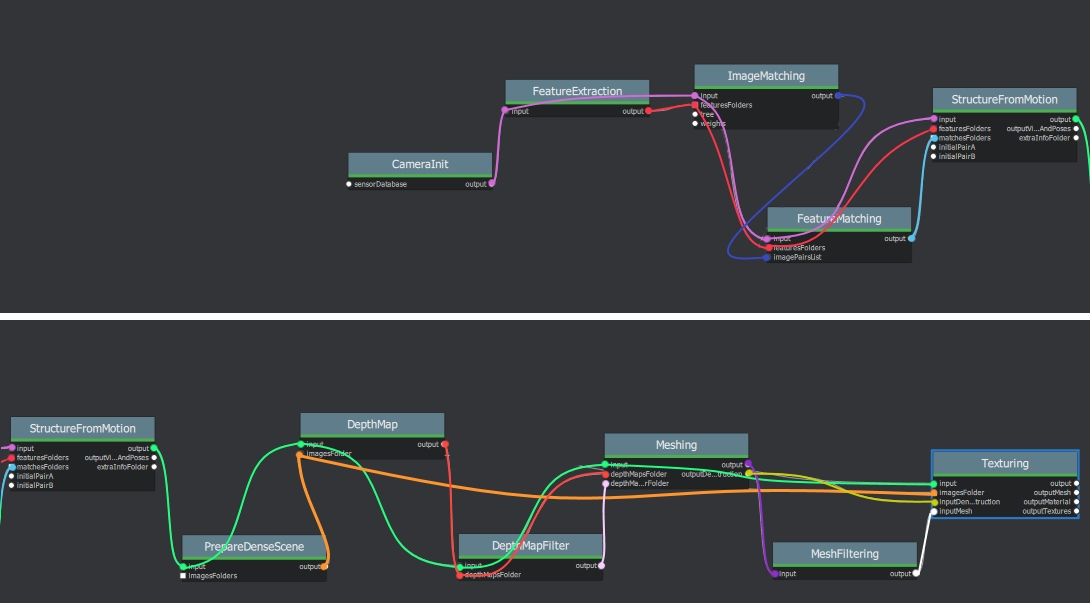 ImageMatching
input output
featuresFolders
tree
weights
FeatureExtraction
input output
StructureFromMotion
input output
featuresFolders outputVi...AndPoses
matchesFolders extraInfoFolder
initialPairA
initialPairB
CameraInit
sensorDatabase output
FeatureMatching
input output
featuresFolders
imagePairsList
StructureFromMotion
input output
featuresFolders outputVi...AndPoses
matchesFolders extraInfoFolder
initialPairA
initialPairB
DepthMap
input output
imagesFolder
Meshing
input output
depthMapsFolder outputDe...truction
depthMa...rFolder
Texturing
input output
imagesFolder outputMesh
inputDen...truction outputMaterial
inputMesh outputTextures
PrepareDenseScene
input output
imagesFolders
DepthMapFilter
input output
depthMapsFolder
MeshFiltering
input output